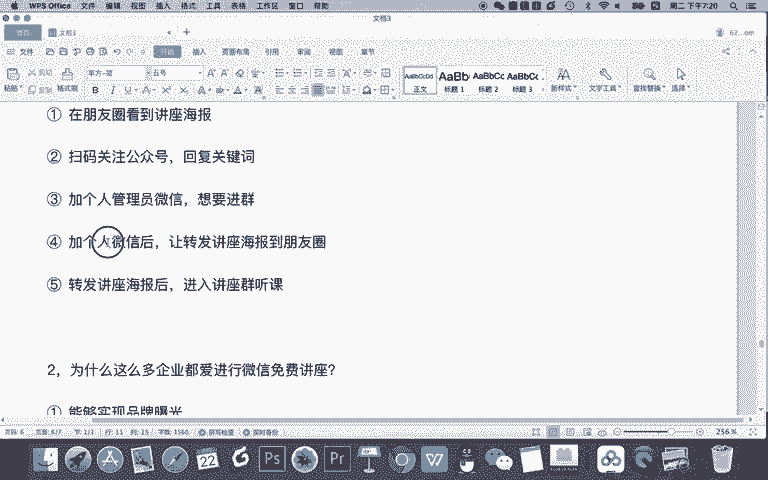 WPS Office 文件 编辑 视图 插入 格式 工具 表格 工作区 窗口 帮助
周二 下午7:20
文档3
首页 文档3
文件 开始 插入 页面布局 引用 审阅 视图 章节
粘贴 剪切 复制 格式刷 五号
AaBbCcDd AaBb AaBbCc AaBbCc
正文 标题 1 标题 2 标题 3 新样式 文字工具 查找替换 选择
① 在朋友圈看到讲座海报
② 扫码关注公众号，回复关键词
③ 加个人管理员微信，想要进群
④ 加个人微信后，让转发讲座海报到朋友圈
⑤ 转发讲座海报后，进入讲座群听课
2，为什么这么多企业都爱进行微信免费讲座？
① 能够实现品牌曝光
页码: 6 页面: 6/7 节: 1/1 行: 11 列: 15 字数: 1560 拼写检查 实时备份 256%
22 Ps Pr